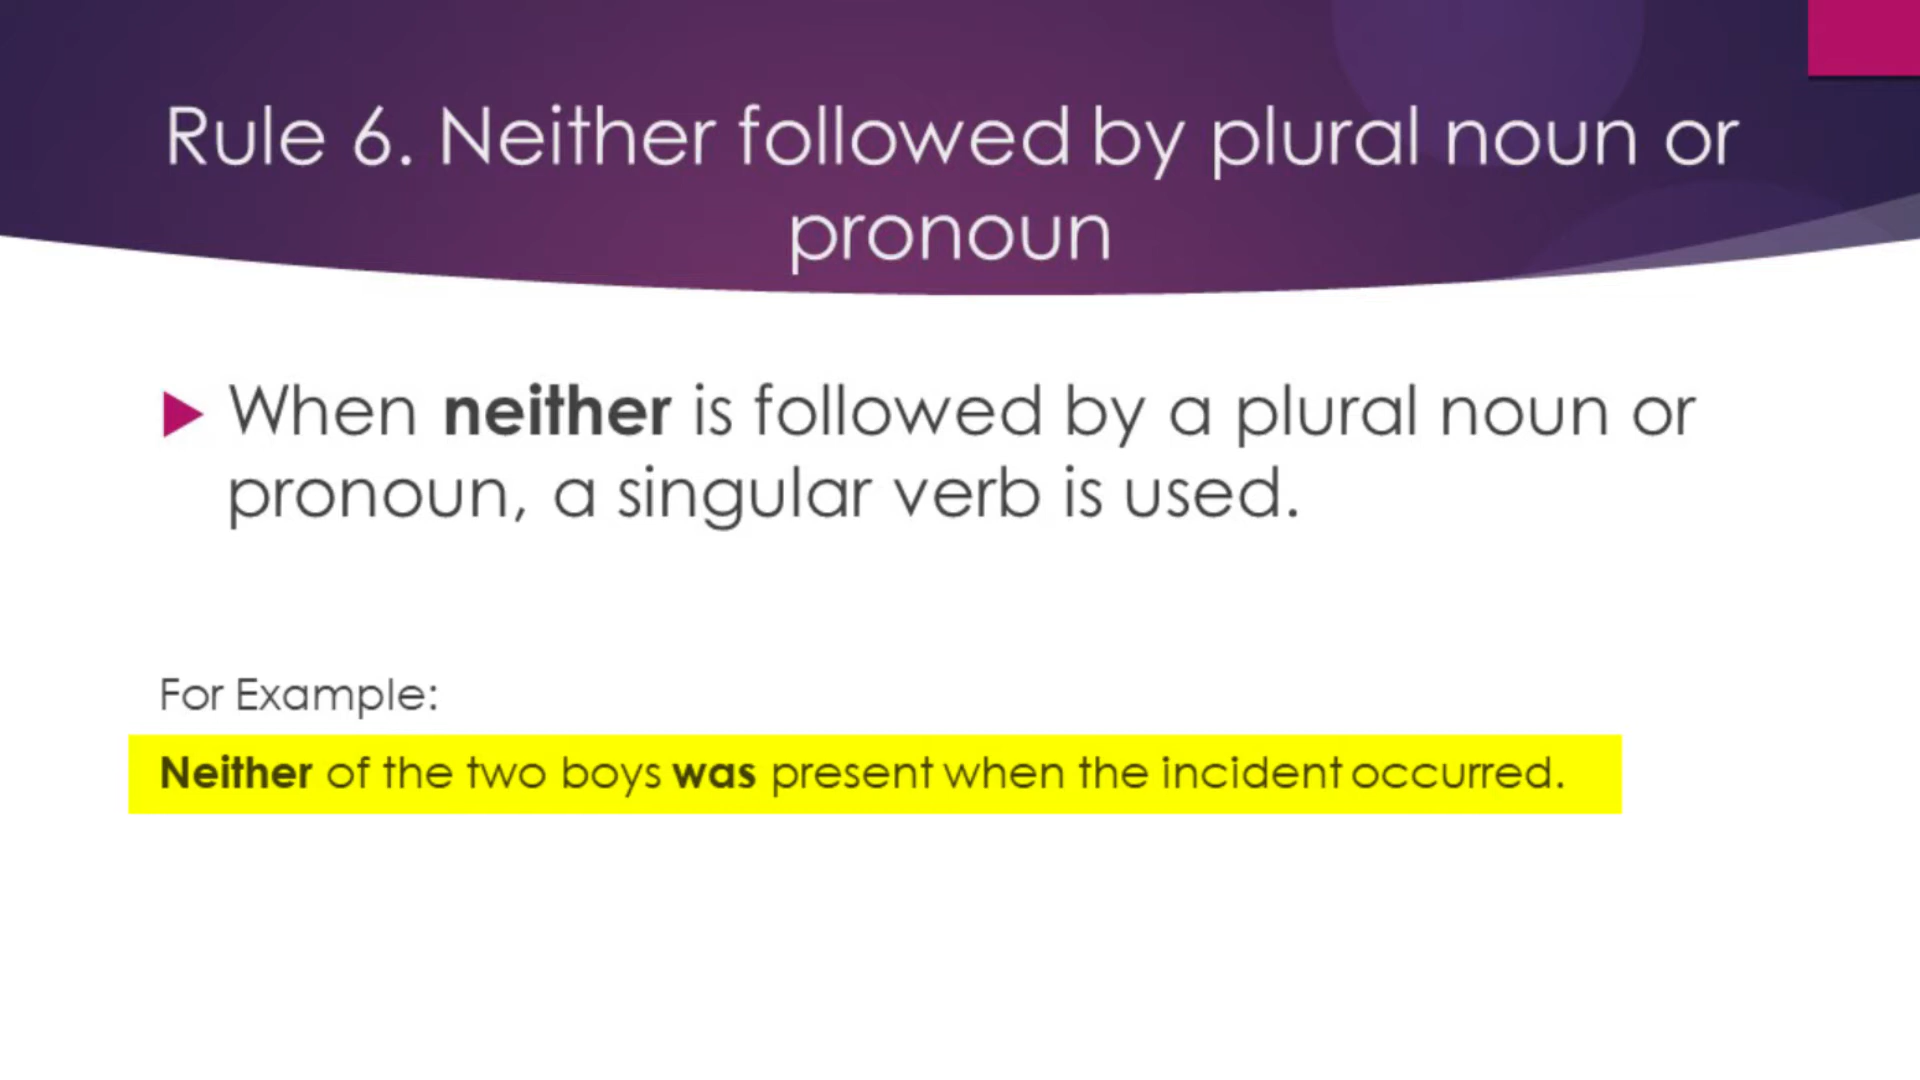 Rule 6. Neither followed by plural noun or
pronoun
When neither is followed by a plural noun or
pronoun, a singular verb is used.
For Example:
Neither of the two boys was present when the incident occurred.